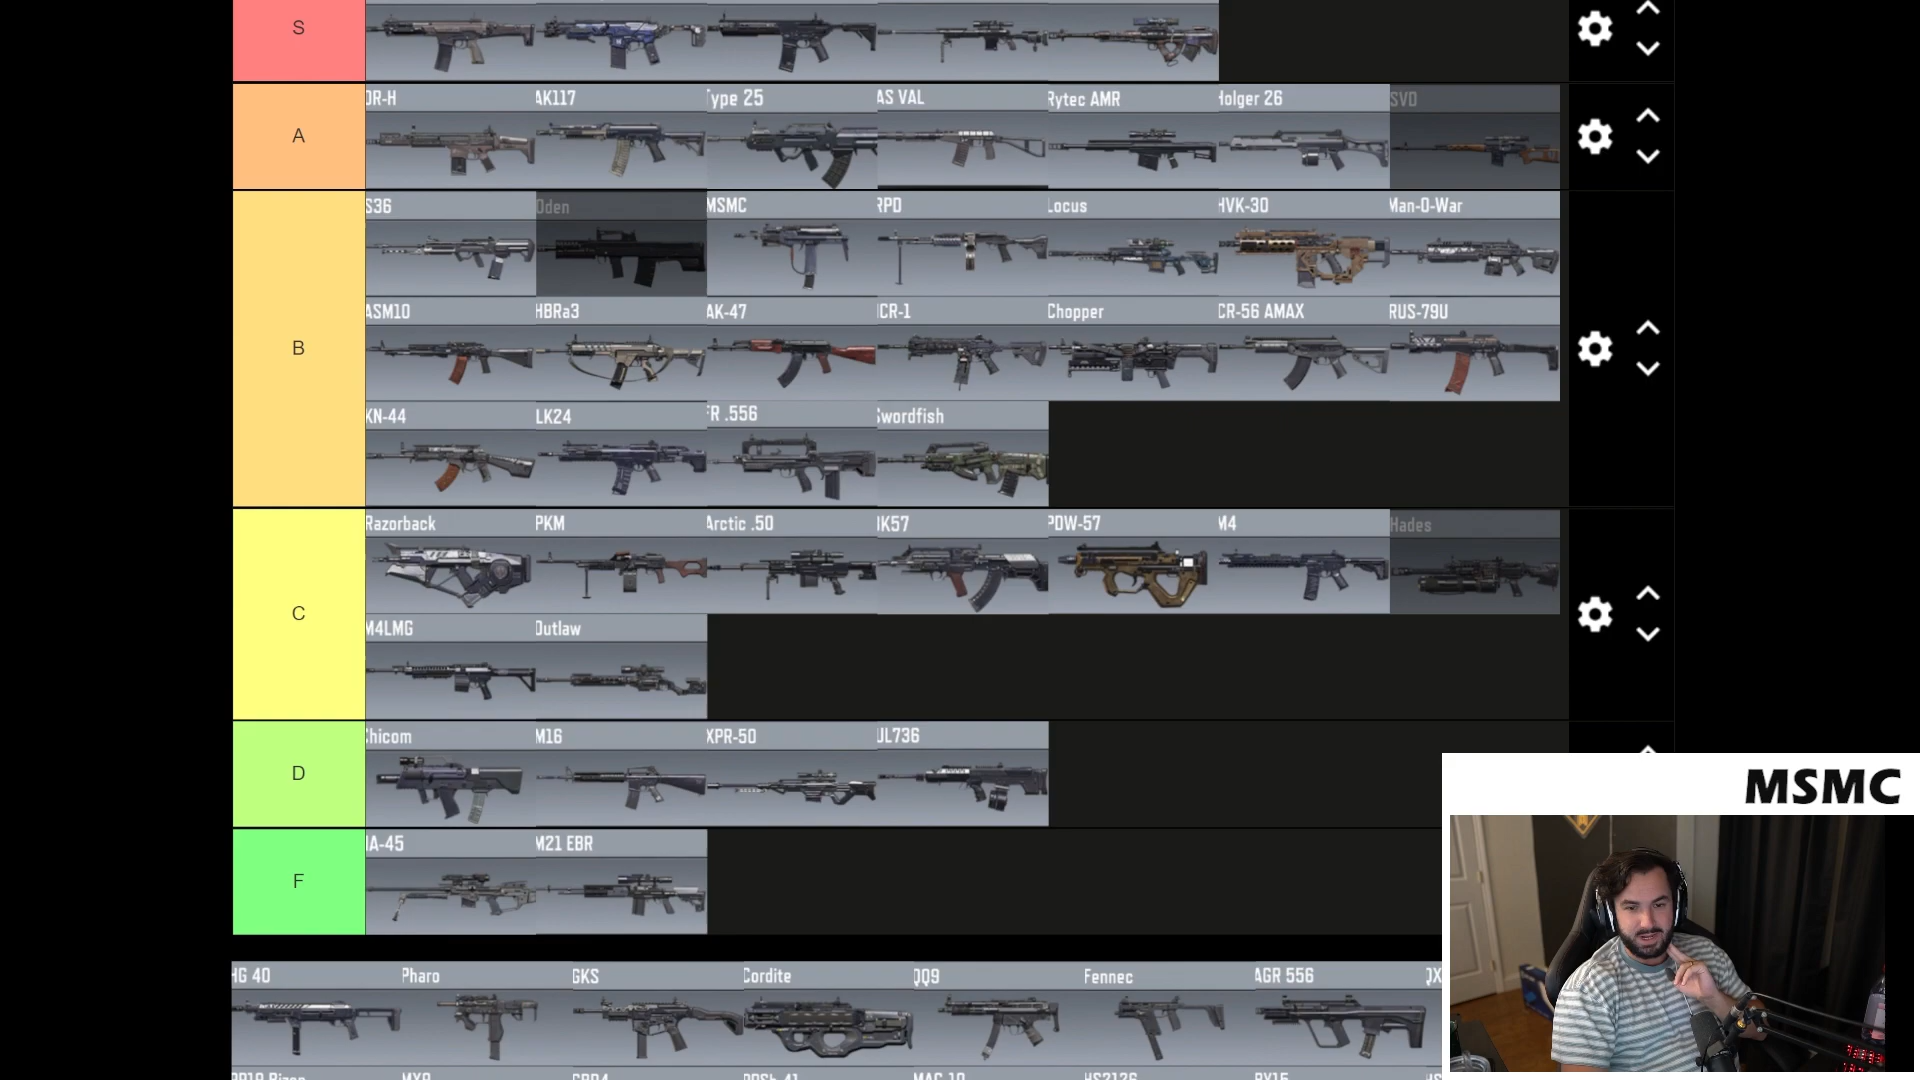 S
DR-H AK117 Type 25 AS VAL Rytec AMR Holger 26 SVD
A
S36 Oden MSMC RPD Locus HVK-30 Man-O-War
ASM10 HBRa3 AK-47 ICR-1 Chopper CR-56 AMAX RUS-79U
B
KN-44 LK24 FR .556 Swordfish
Razorback PKM Arctic .50 BK57 PDW-57 M4 Hades
C
M4LMG Outlaw
Chicom M16 XPR-50 UL736
D
MSMC
NA-45 M21 EBR
F
HG 40 Pharo GKS Cordite QQ9 Fennec AGR 556 QX